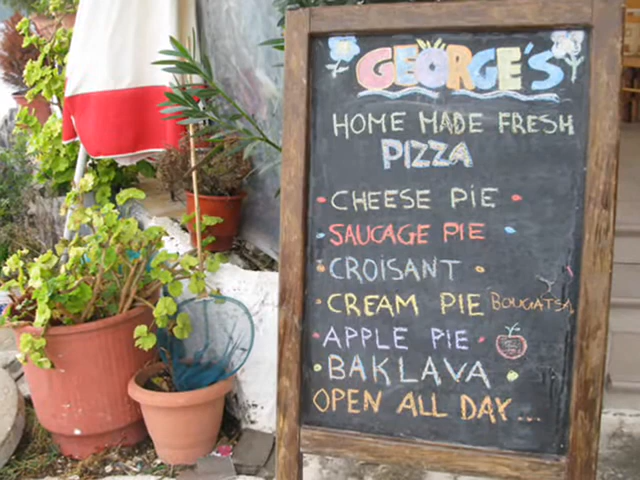 GEORGE'S
HOME MADE FRESH
PIZZA
CHEESE PIE
SAUCAGE PIE
CROISANT
CREAM PIE BOUGATSA
APPLE PIE
BAKLAVA
OPEN ALL DAY...